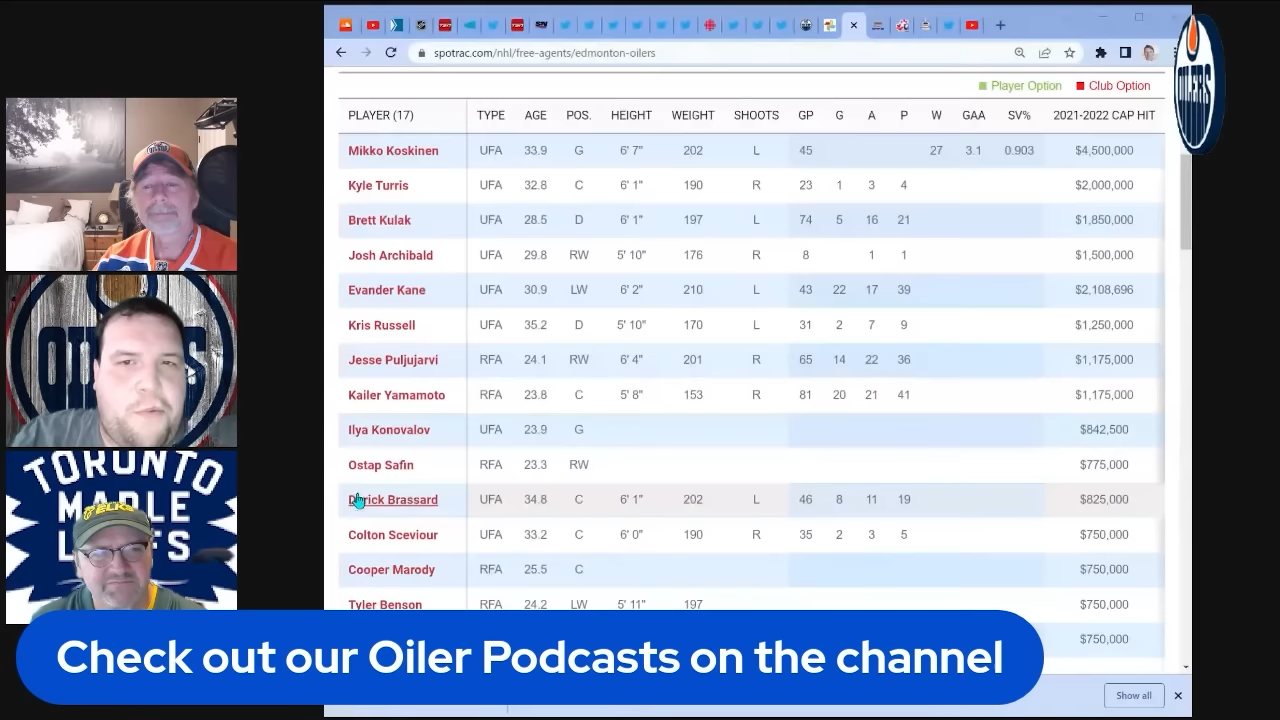 spotrac.com/nhl/free-agents/edmonton-oilers
Player Option Club Option
PLAYER (17) TYPE AGE POS. HEIGHT WEIGHT SHOOTS GP G A P W GAA SV% 2021-2022 CAP HIT
Mikko Koskinen UFA 33.9 G 6' 7" 202 L 45 27 3.1 0.903 $4,500,000
Kyle Turris UFA 32.8 C 6' 1" 190 R 23 1 3 4 $2,000,000
Brett Kulak UFA 28.5 D 6' 1" 197 L 74 5 16 21 $1,850,000
Josh Archibald UFA 29.8 RW 5' 10" 176 R 8 1 1 $1,500,000
Evander Kane UFA 30.9 LW 6' 2" 210 L 43 22 17 39 $2,108,696
Kris Russell UFA 35.2 D 5' 10" 170 L 31 2 7 9 $1,250,000
Jesse Puljujarvi RFA 24.1 RW 6' 4" 201 R 65 14 22 36 $1,175,000
Kailer Yamamoto RFA 23.8 C 5' 8" 153 R 81 20 21 41 $1,175,000
Ilya Konovalov UFA 23.9 G $842,500
Ostap Safin RFA 23.3 RW $775,000
Derick Brassard UFA 34.8 C 6' 1" 202 L 46 8 11 19 $825,000
Colton Sceviour UFA 33.2 C 6' 0" 190 R 35 2 3 5 $750,000
Cooper Marody RFA 25.5 C $750,000
Tyler Benson RFA 24.2 LW 5' 11" 197 $750,000
$750,000
Show all
OILERS
TORONTO
MAPLE
Check out our Oiler Podcasts on the channel